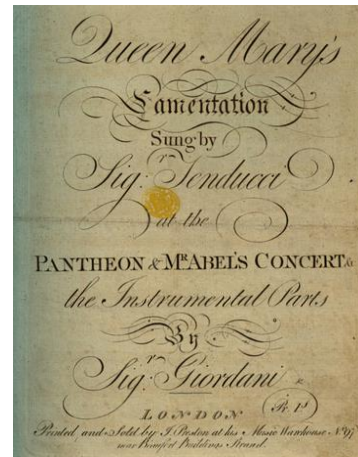 Queen Mary's
Lamentation
Sung by
Sigr. Tenducci
at the
PANTHEON & Mr. ABEL'S CONCERT &
the Instrumental Parts
By
Sigr. Giordani
LONDON Pr. 1s
Printed and Sold by J. Preston at his Music Warehouse No. 97
near Beaufort Buildings Strand.